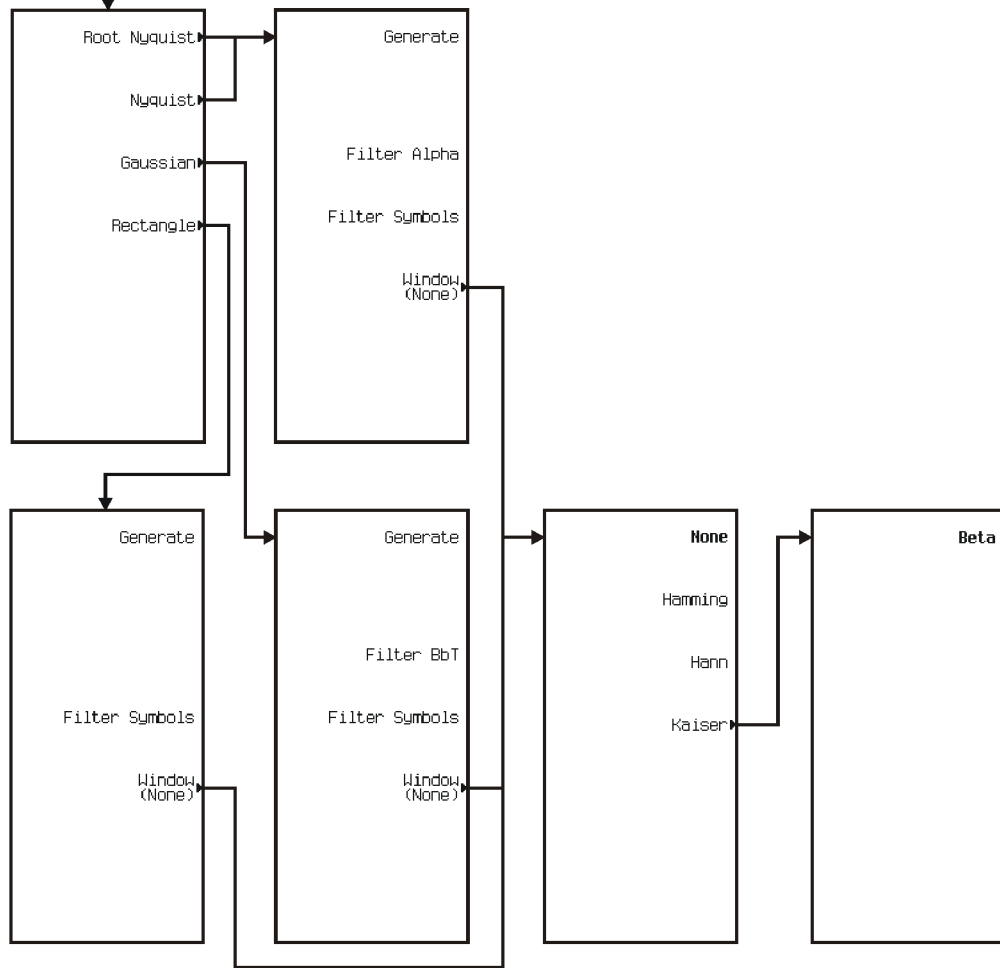 Root Nyquist
Nyquist
Gaussian
Rectangle
Generate
Filter Alpha
Filter Symbols
Window
(None)
Generate
Filter Symbols
Window
(None)
Generate
Filter BbT
Filter Symbols
Window
(None)
None
Hamming
Hann
Kaiser
Beta